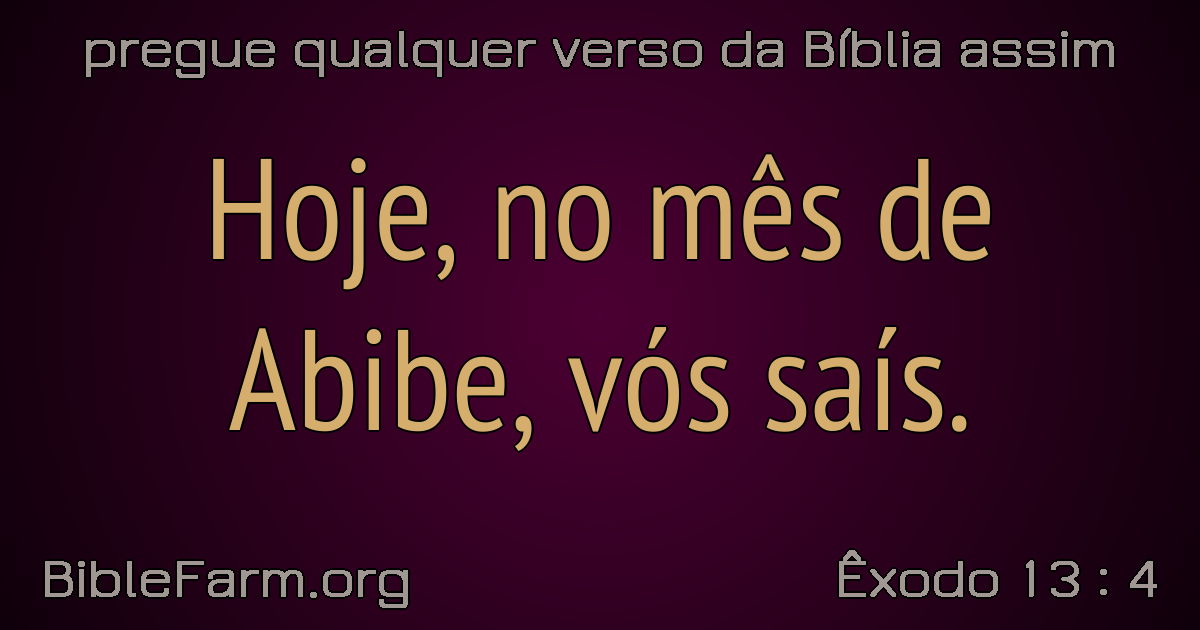 pregue qualquer verso da Bíblia assim
Hoje, no mês de
Abibe, vós saís.
BibleFarm.org
Êxodo 13 : 4